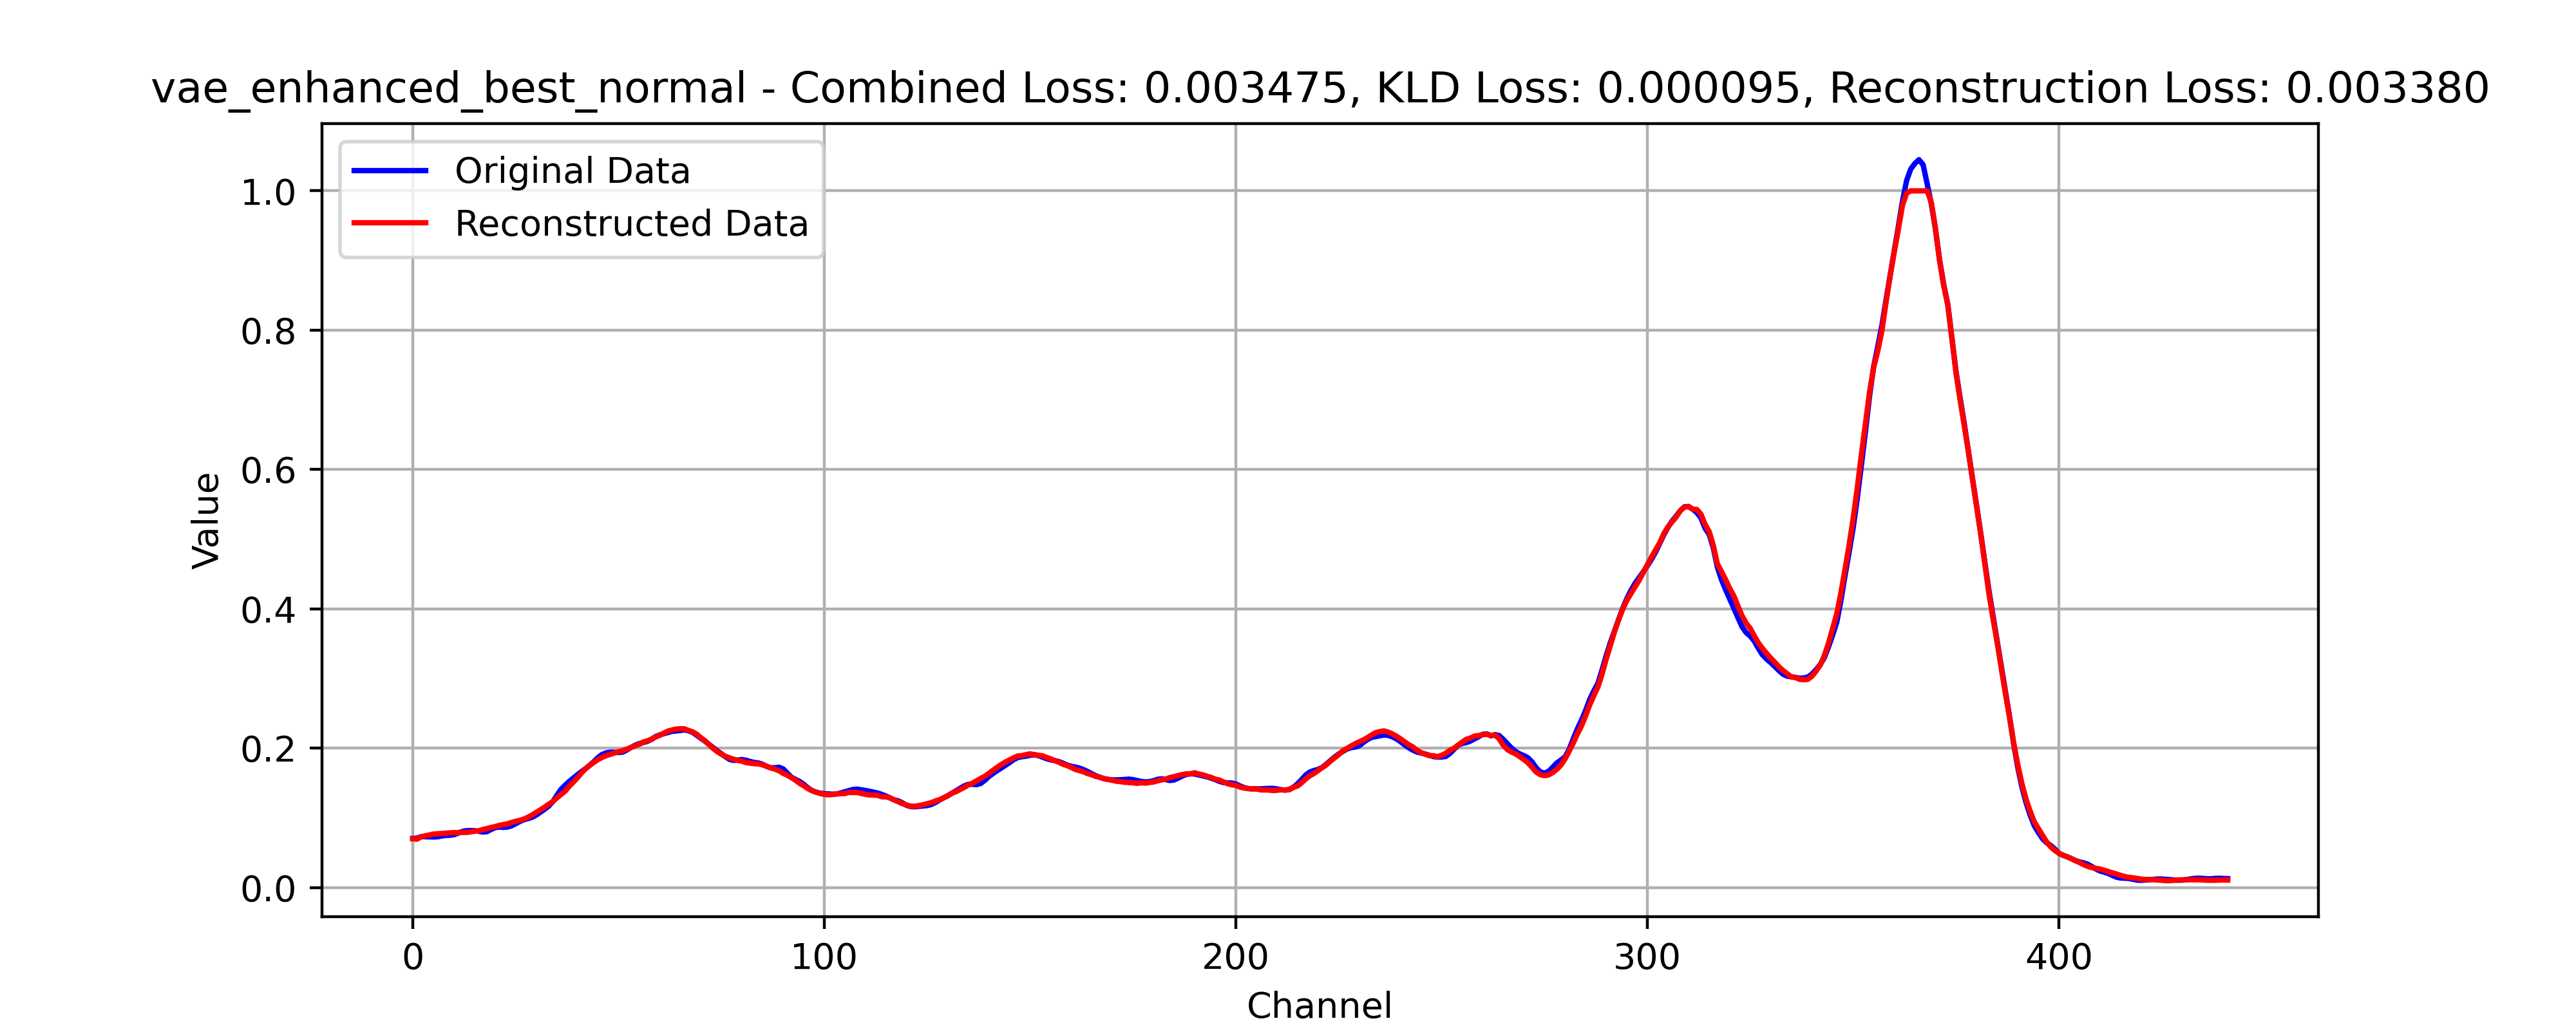 vae_enhanced_best_normal - Combined Loss: 0.003475, KLD Loss: 0.000095, Reconstruction Loss: 0.003380
Original Data
Reconstructed Data
1.0
0.8
0.6
0.4
0.2
0.0
Value
0 100 200 300 400
Channel